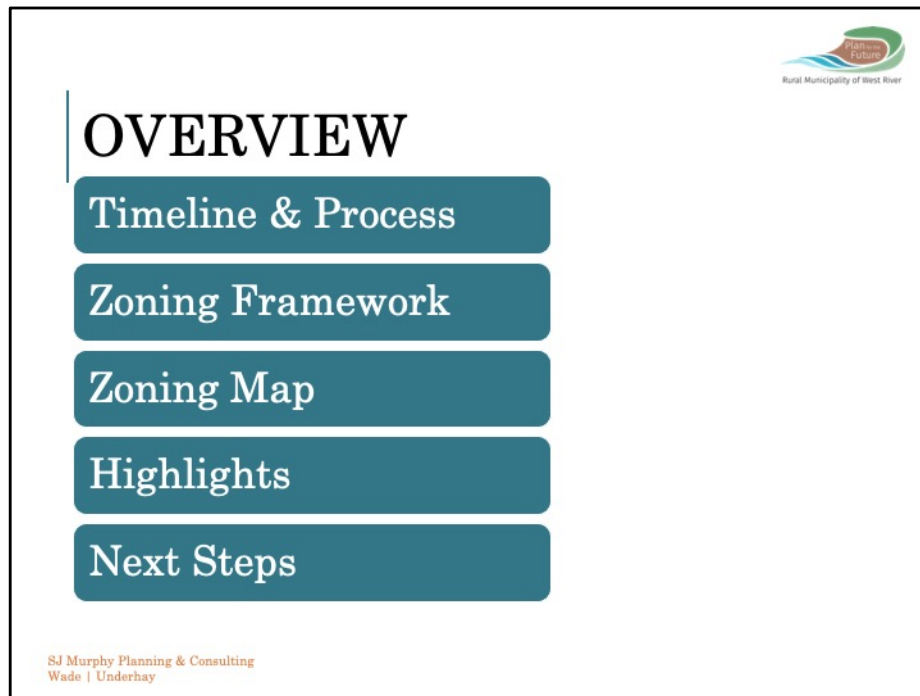 Plan for the
Future
Rural Municipality of West River
OVERVIEW
Timeline & Process
Zoning Framework
Zoning Map
Highlights
Next Steps
SJ Murphy Planning & Consulting
Wade | Underhay